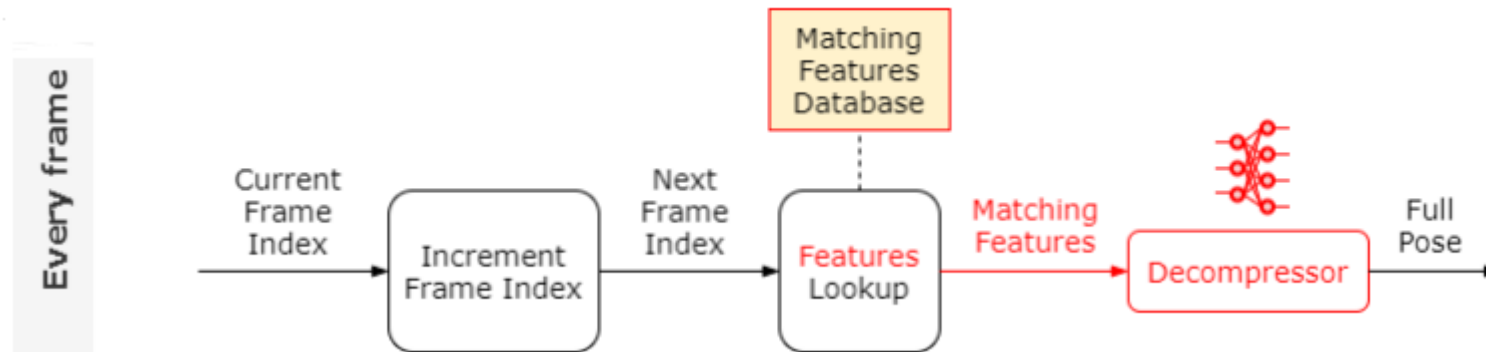 Every frame
Current
Frame
Index
Increment
Frame Index
Next
Frame
Index
Matching
Features
Database
Features
Lookup
Matching
Features
Decompressor
Full
Pose